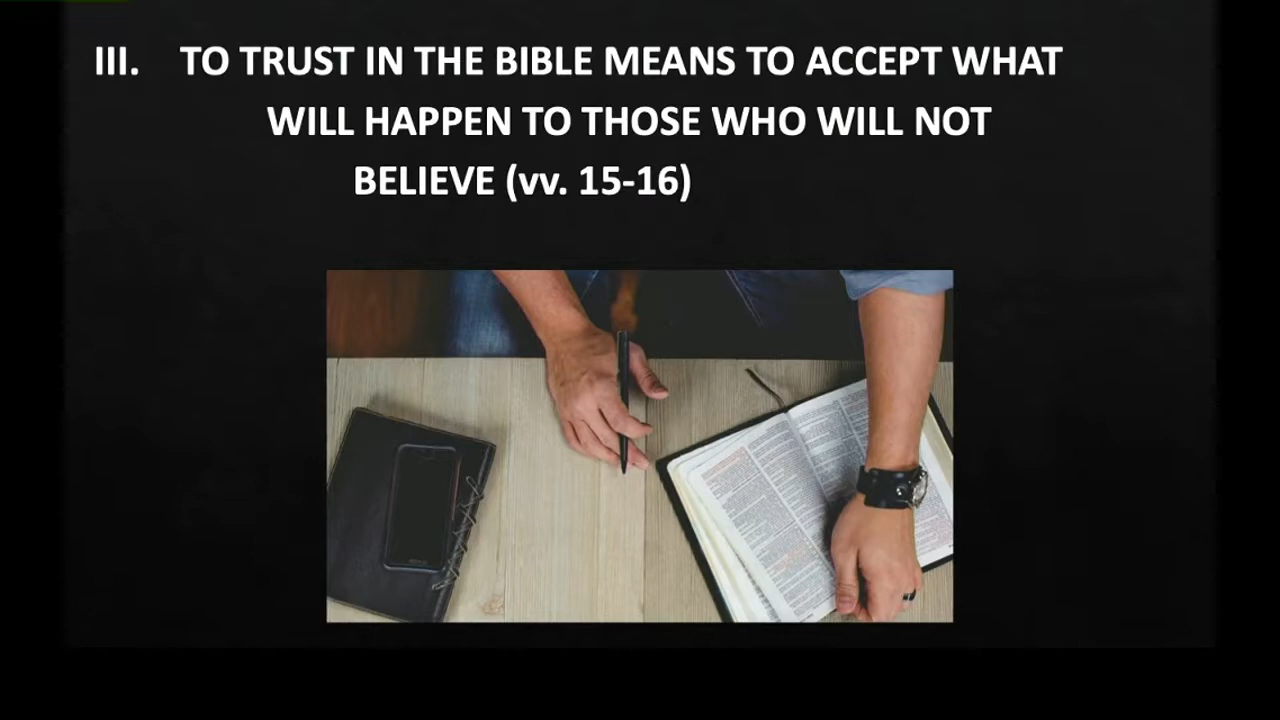 III. TO TRUST IN THE BIBLE MEANS TO ACCEPT WHAT
WILL HAPPEN TO THOSE WHO WILL NOT
BELIEVE (vv. 15-16)